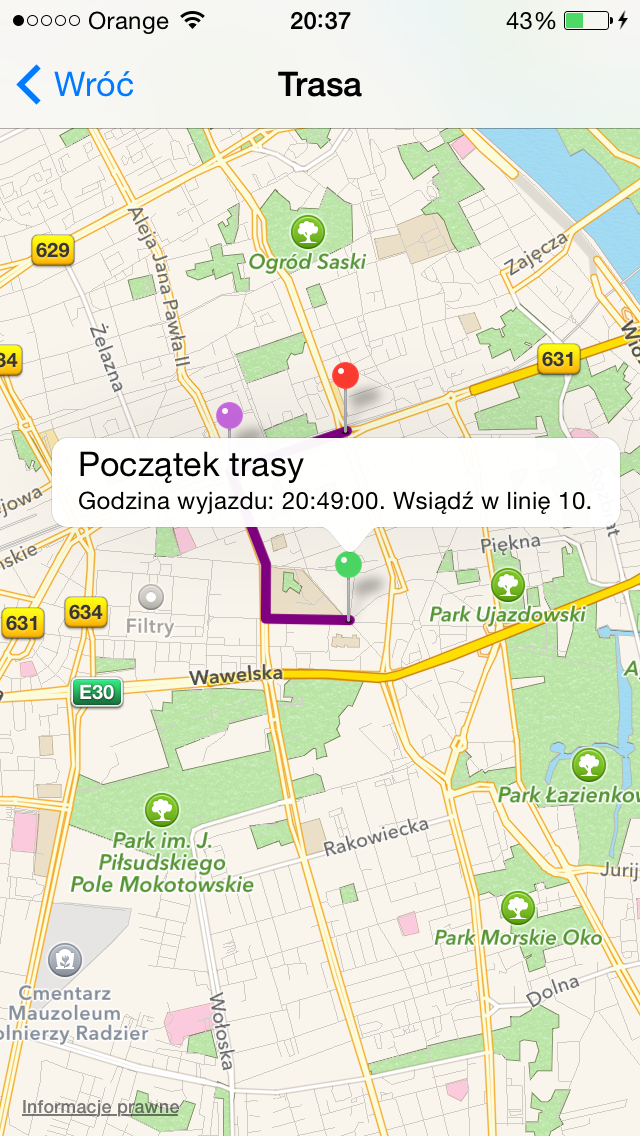 Orange 20:37 43%
Wróć Trasa
629
Aleja Jana Pawła II
Ogród Saski
Zajęcza
Żelazna
34
631
Początek trasy
Godzina wyjazdu: 20:49:00. Wsiądź w linię 10.
jowa
skie
Piękna
631
634
Filtry
Park Ujazdowski
Wawelska
E30
Park Łazienkow
Park im. J.
Piłsudskiego
Pole Mokotowskie
Rakowiecka
Jurij
Park Morskie Oko
Cmentarz
Mauzoleum
olnierzy Radzier
Dolna
Wołoska
Informacje prawne